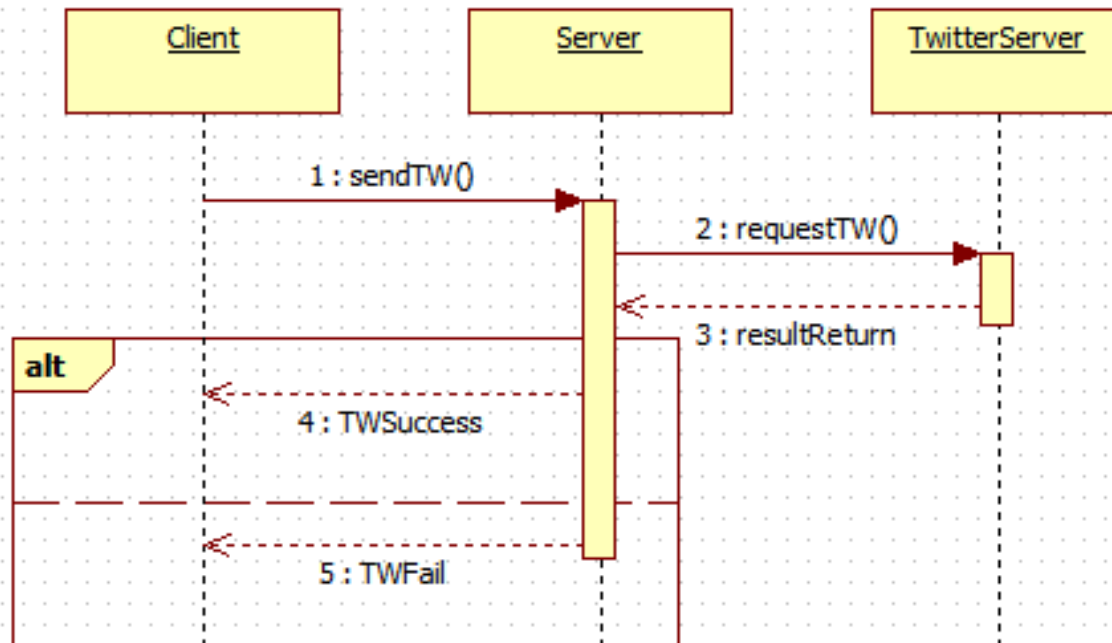 Client
Server
TwitterServer
1 : sendTW()
2 : requestTW()
3 : resultReturn
alt
4 : TWSuccess
5 : TWFail